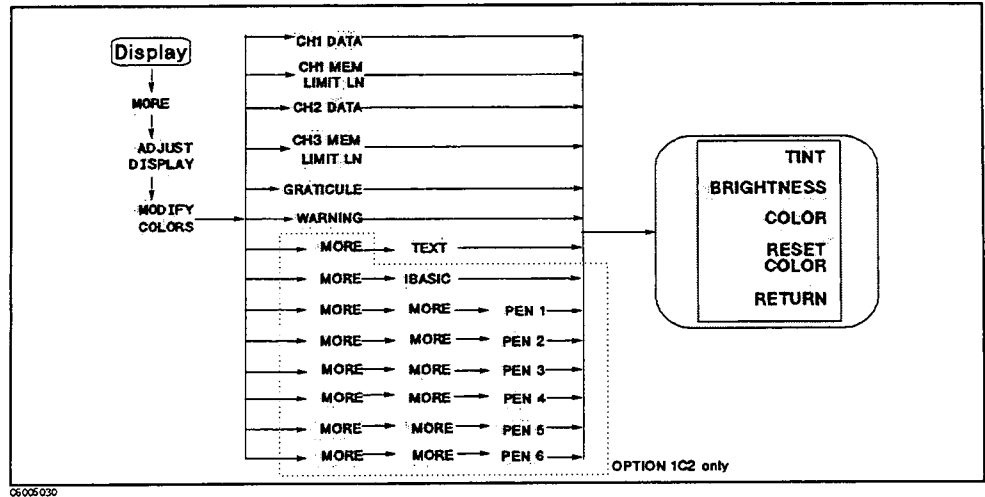 Display
MORE
ADJUST
DISPLAY
MODIFY
COLORS
CH1 DATA
CH1 MEM
LIMIT LN
CH2 DATA
CH3 MEM
LIMIT LN
GRATICULE
WARNING
MORE TEXT
MORE IBASIC
MORE MORE PEN 1
MORE MORE PEN 2
MORE MORE PEN 3
MORE MORE PEN 4
MORE MORE PEN 5
MORE MORE PEN 6
OPTION 1C2 only
TINT
BRIGHTNESS
COLOR
RESET
COLOR
RETURN
C6005030